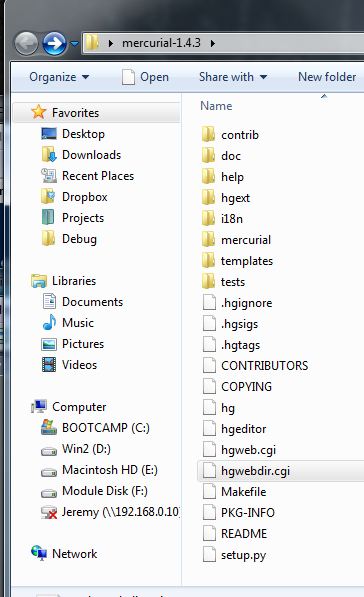 mercurial-1.4.3
Organize
Open
Share with
New folder
Favorites
Desktop
Downloads
Recent Places
Dropbox
Projects
Debug
Libraries
Documents
Music
Pictures
Videos
Computer
BOOTCAMP (C:)
Win2 (D:)
Macintosh HD (E:)
Module Disk (F:)
Jeremy (\\192.168.0.10)
Network
Name
contrib
doc
help
hgext
i18n
mercurial
templates
tests
.hgignore
.hgsigs
.hgtags
CONTRIBUTORS
COPYING
hg
hgeditor
hgweb.cgi
hgwebdir.cgi
Makefile
PKG-INFO
README
setup.py